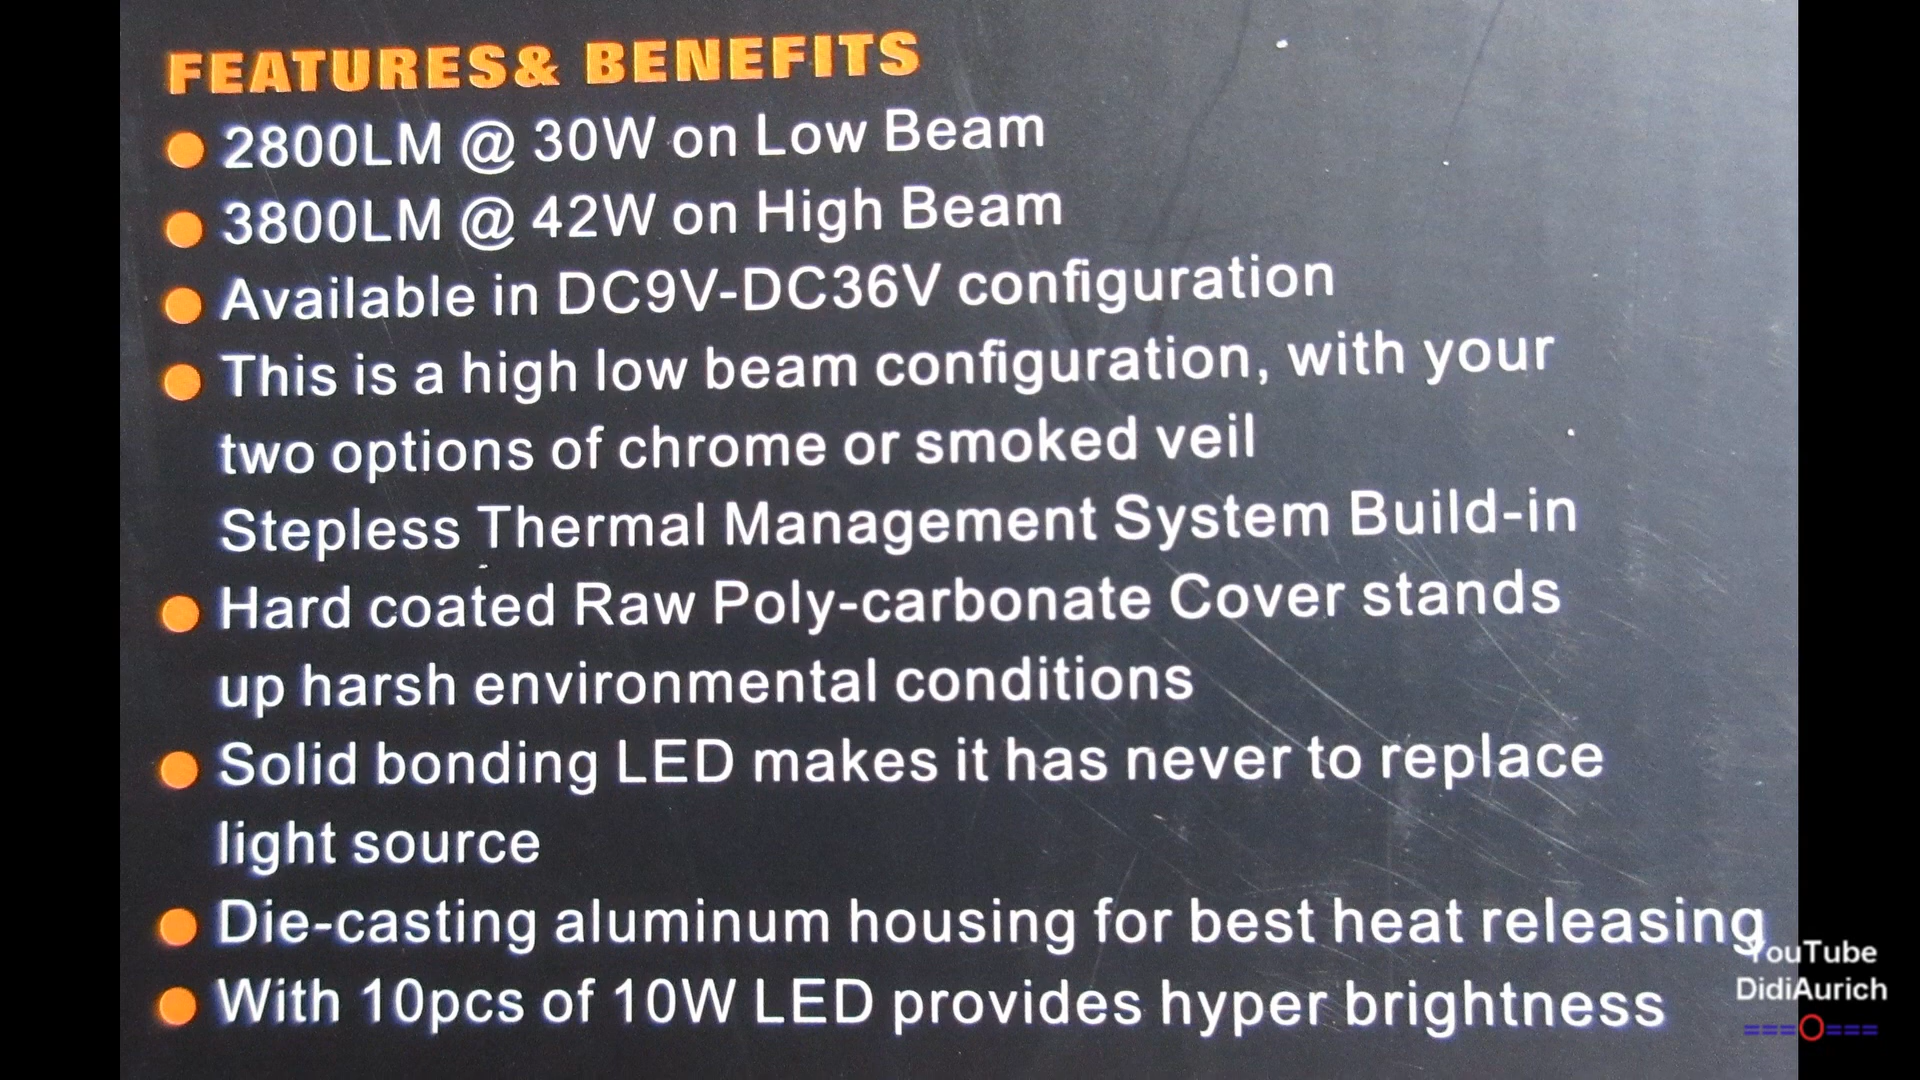 FEATURES& BENEFITS
2800LM @ 30W on Low Beam
3800LM @ 42W on High Beam
Available in DC9V-DC36V configuration
This is a high low beam configuration, with your
two options of chrome or smoked veil
Stepless Thermal Management System Build-in
Hard coated Raw Poly-carbonate Cover stands
up harsh environmental conditions
Solid bonding LED makes it has never to replace
light source
Die-casting aluminum housing for best heat releasing
With 10pcs of 10W LED provides hyper brightness
YouTube
DidiAurich
===O===